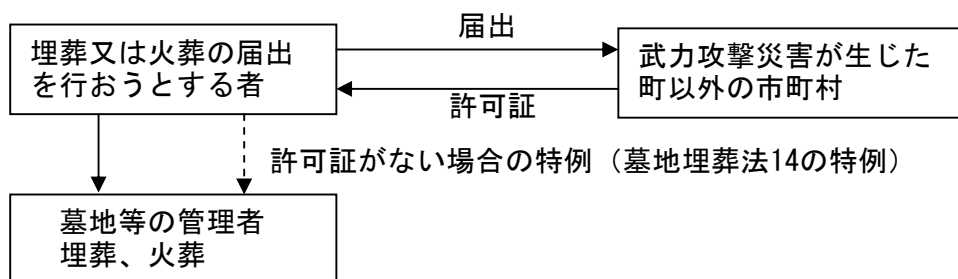 届出
埋葬又は火葬の届出
を行おうとする者
武力攻撃災害が生じた
町以外の市町村
許可証
許可証がない場合の特例（墓地埋葬法14の特例）
墓地等の管理者
埋葬、火葬